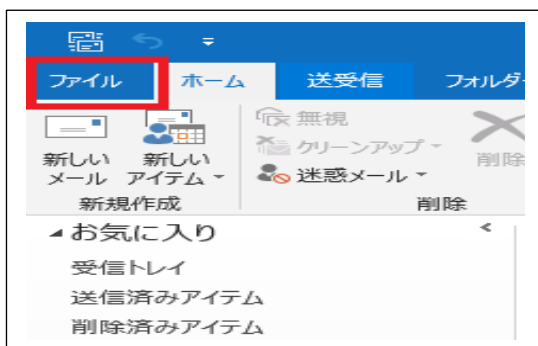 ファイル ホーム 送受信 フォルダー
新しい
メール
新しい
アイテム
無視
クリーンアップ
迷惑メール
削除
新規作成 削除
お気に入り
受信トレイ
送信済みアイテム
削除済みアイテム